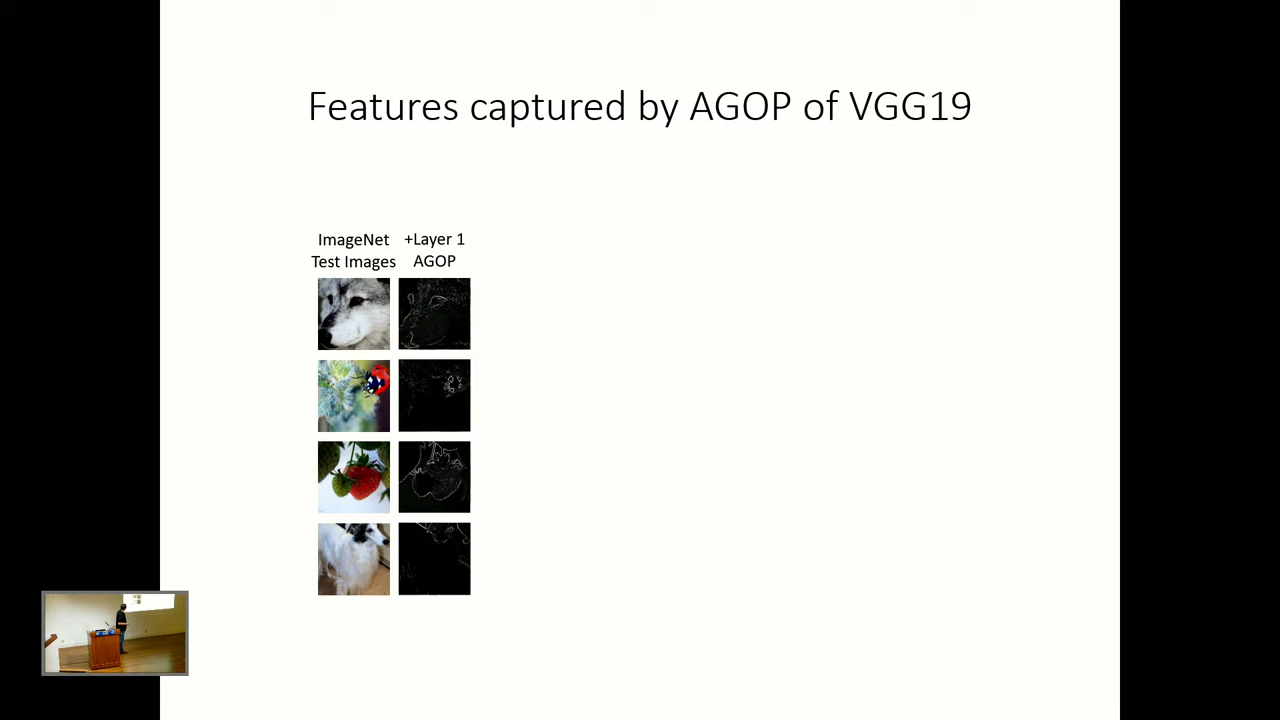 Features captured by AGOP of VGG19
ImageNet +Layer 1
Test Images AGOP